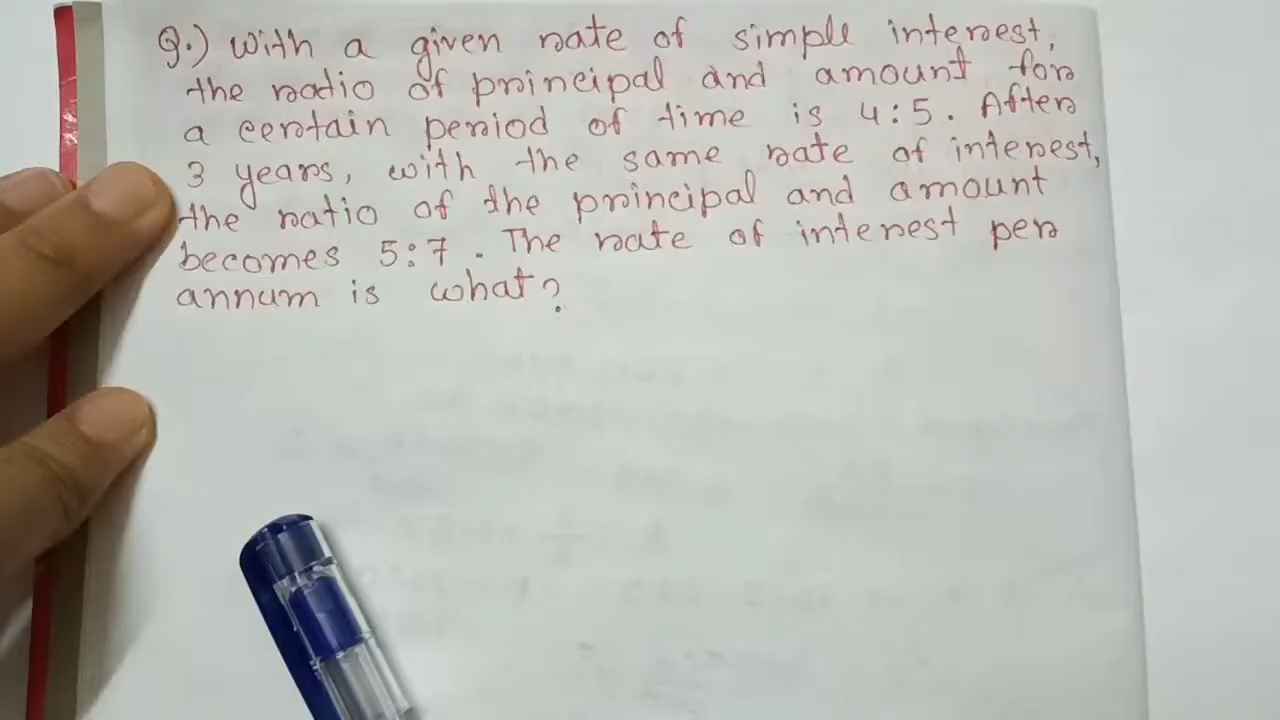 Q.) with a given rate of simple interest,
the ratio of principal and amount for
a certain period of time is 4:5. After
3 years, with the same rate of interest,
the ratio of the principal and amount
becomes 5:7. The rate of interest per
annum is what?